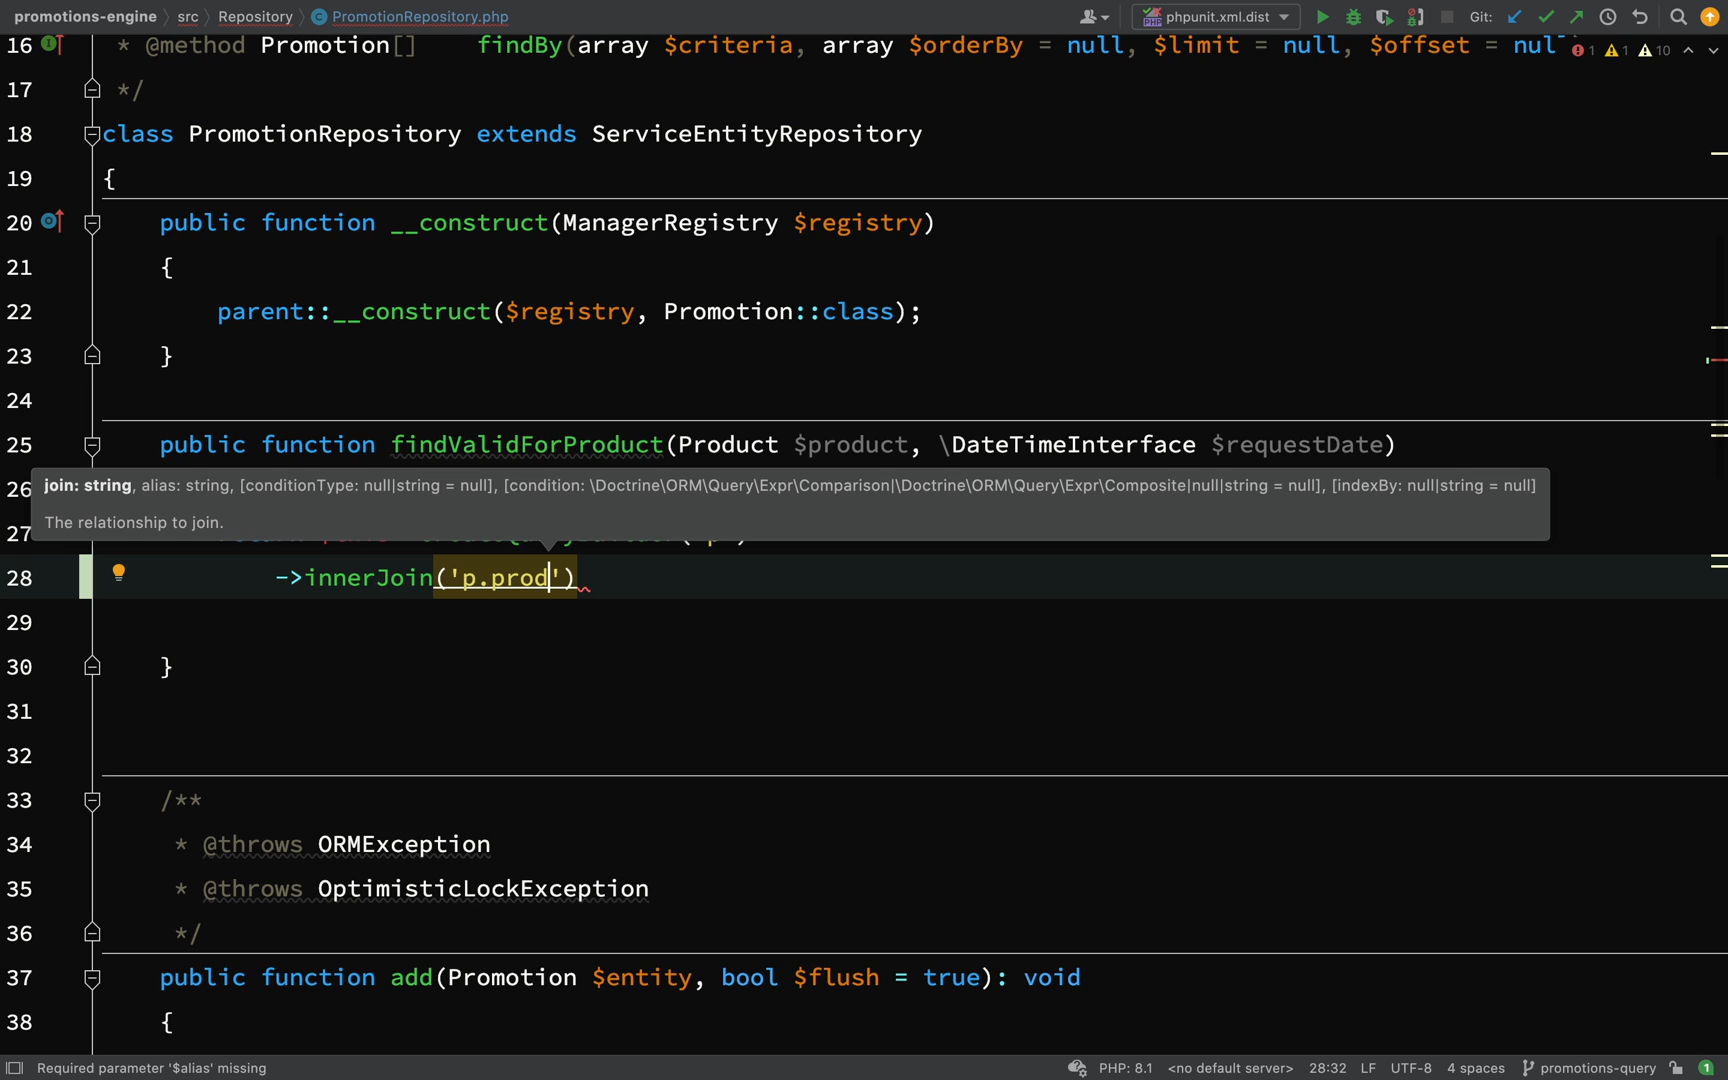 promotions-engine src Repository PromotionRepository.php phpunit.xml.dist Git:
16 * @method Promotion[] findBy(array $criteria, array $orderBy = null, $limit = null, $offset = nul 1 1 10
17 */
18 class PromotionRepository extends ServiceEntityRepository
19 {
20 public function __construct(ManagerRegistry $registry)
21 {
22 parent::__construct($registry, Promotion::class);
23 }
24
25 public function findValidForProduct(Product $product, \DateTimeInterface $requestDate)
26 join: string, alias: string, [conditionType: null|string = null], [condition: \Doctrine\ORM\Query\Expr\Comparison|\Doctrine\ORM\Query\Expr\Composite|null|string = null], [indexBy: null|string = null]
The relationship to join.
27
28 ->innerJoin('p.prod')
29
30 }
31
32
33 /**
34 * @throws ORMException
35 * @throws OptimisticLockException
36 */
37 public function add(Promotion $entity, bool $flush = true): void
38 {
Required parameter '$alias' missing PHP: 8.1 <no default server> 28:32 LF UTF-8 4 spaces promotions-query 1